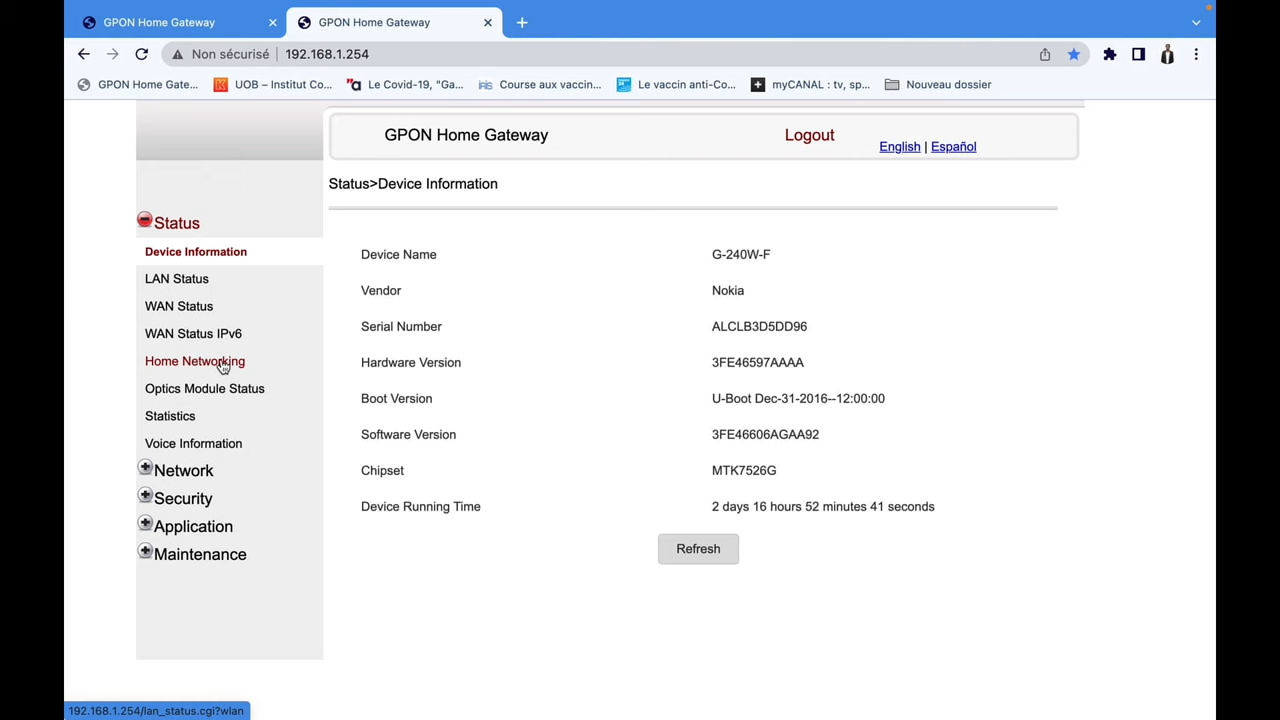 GPON Home Gateway
GPON Home Gateway
Non sécurisé
192.168.1.254
GPON Home Gate...
UOB – Institut Co...
Le Covid-19, "Ga...
Course aux vaccin...
Le vaccin anti-Co...
myCANAL : tv, sp...
Nouveau dossier
GPON Home Gateway
Logout
English | Español
Status>Device Information
Status
Device Information
LAN Status
WAN Status
WAN Status IPv6
Home Networking
Optics Module Status
Statistics
Voice Information
Network
Security
Application
Maintenance
Device Name G-240W-F
Vendor Nokia
Serial Number ALCLB3D5DD96
Hardware Version 3FE46597AAAA
Boot Version U-Boot Dec-31-2016--12:00:00
Software Version 3FE46606AGAA92
Chipset MTK7526G
Device Running Time 2 days 16 hours 52 minutes 41 seconds
Refresh
192.168.1.254/lan_status.cgi?wlan